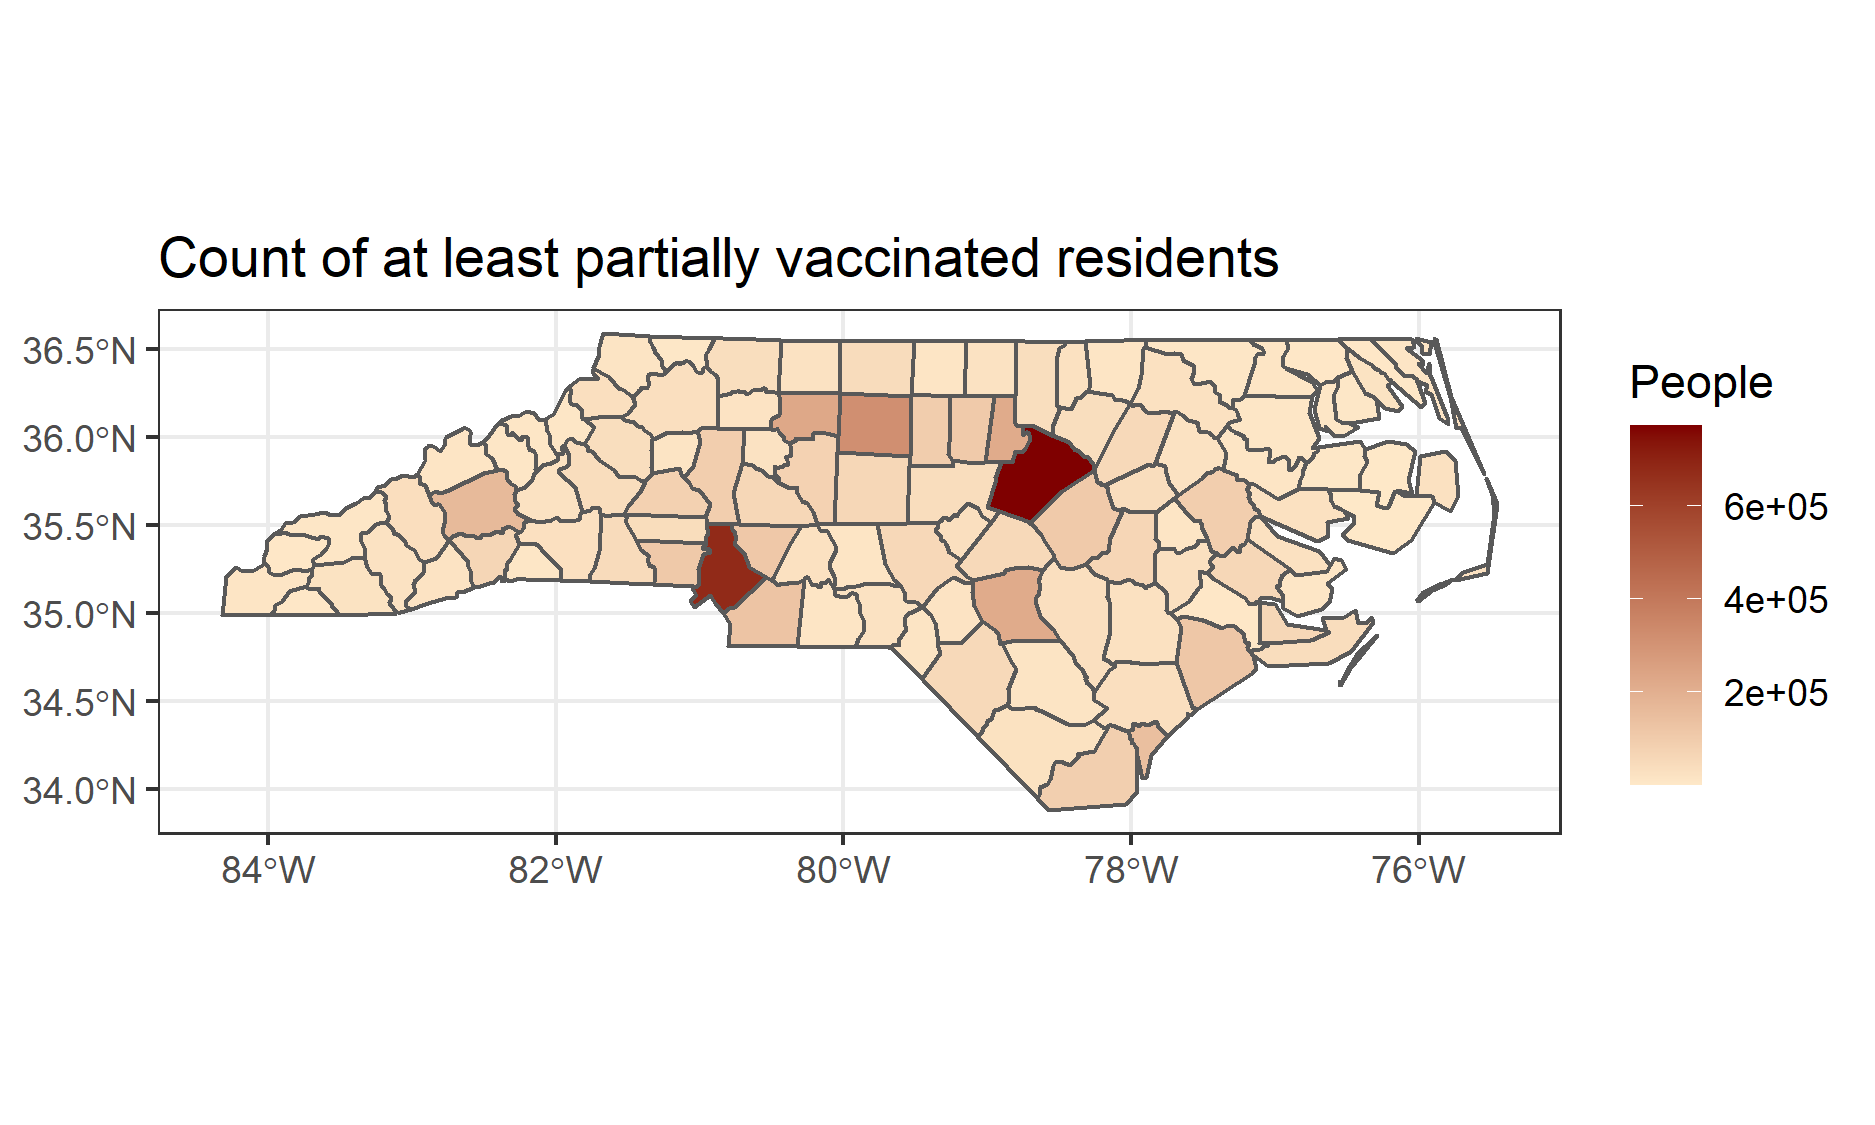 Count of at least partially vaccinated residents
36.5°N
36.0°N
35.5°N
35.0°N
34.5°N
34.0°N
84°W
82°W
80°W
78°W
76°W
People
6e+05
4e+05
2e+05